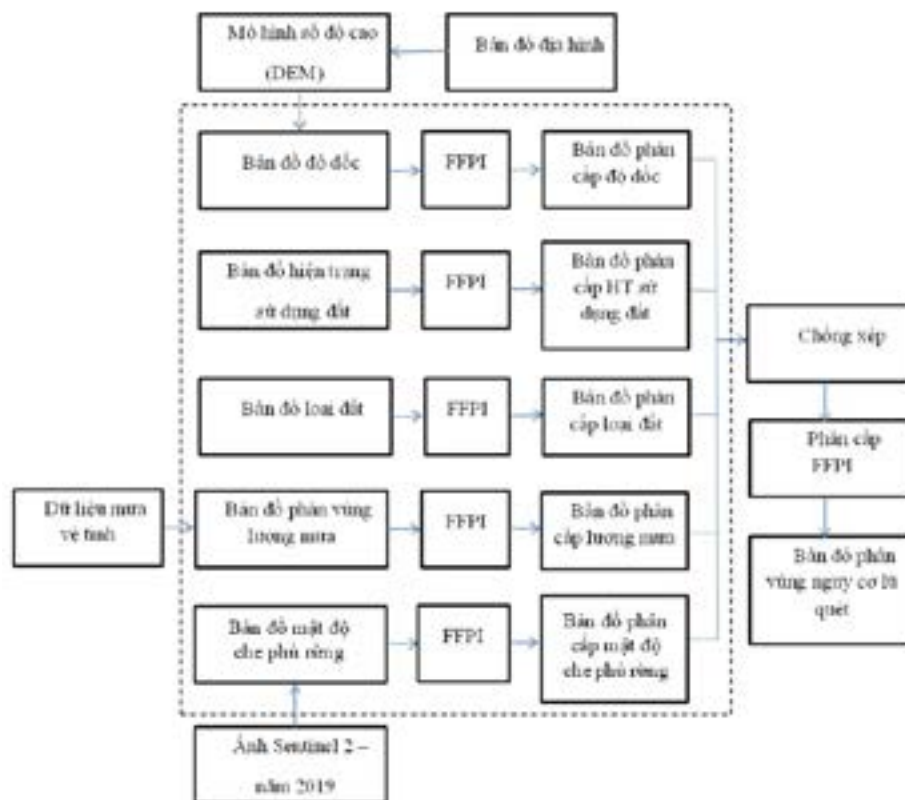 Mô hình số độ cao
(DEM)
Bản đồ địa hình
Bản đồ độ dốc
FFPI
Bản đồ phân
cấp độ dốc
Bản đồ hiện trạng
sử dụng đất
FFPI
Bản đồ phân
cấp HT sử
dụng đất
Chồng xếp
Bản đồ loại đất
FFPI
Bản đồ phân
cấp loại đất
Phân cấp
FFPI
Dữ liệu mưa
vệ tinh
Bản đồ phân vùng
lượng mưa
FFPI
Bản đồ phân
cấp lượng mưa
Bản đồ phân
vùng nguy cơ lũ
quét
Bản đồ mật độ
che phủ rừng
FFPI
Bản đồ phân
cấp mật độ
che phủ rừng
Ảnh Sentinel 2 –
năm 2019